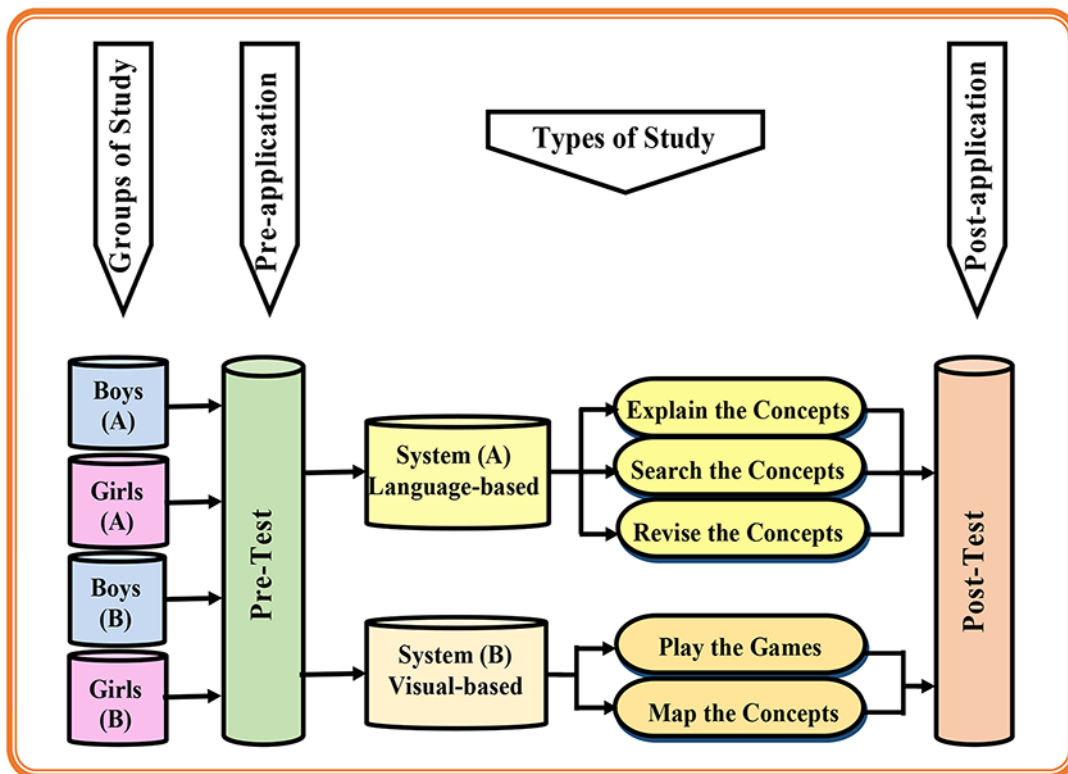 Groups of Study
Pre-application
Types of Study
Post-application
Boys
(A)
Girls
(A)
Boys
(B)
Girls
(B)
Pre-Test
System (A)
Language-based
System (B)
Visual-based
Explain the Concepts
Search the Concepts
Revise the Concepts
Play the Games
Map the Concepts
Post-Test